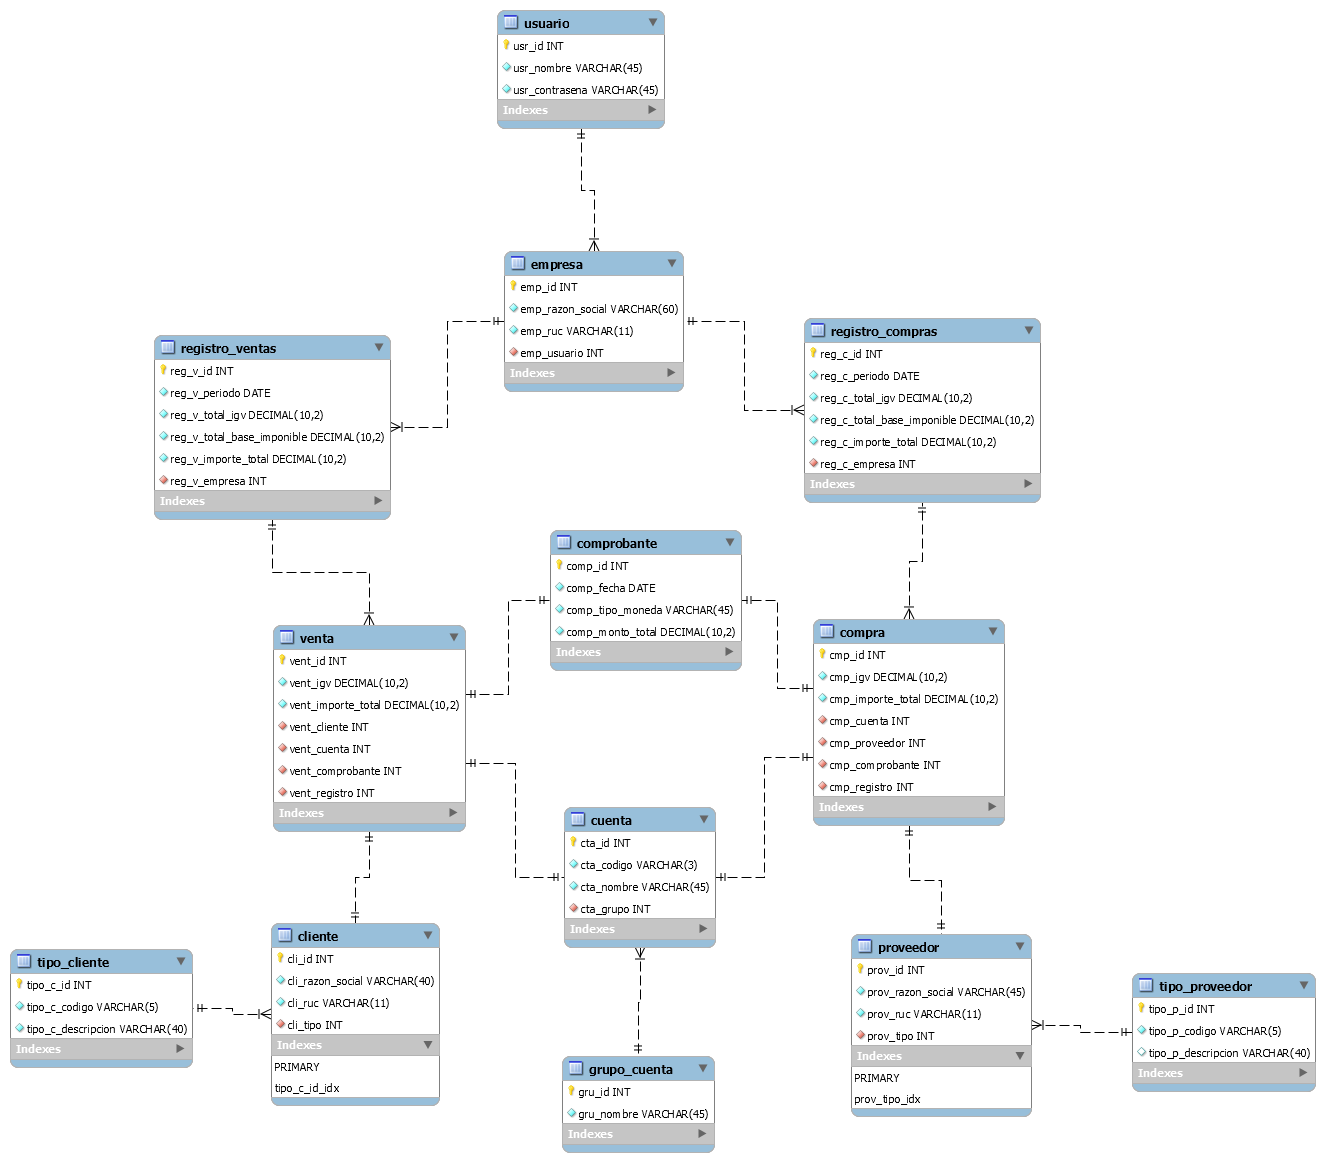 usuario
usr_id INT
usr_nombre VARCHAR(45)
usr_contrasena VARCHAR(45)
Indexes
empresa
emp_id INT
emp_razon_social VARCHAR(60)
emp_ruc VARCHAR(11)
emp_usuario INT
Indexes
registro_ventas
reg_v_id INT
reg_v_periodo DATE
reg_v_total_igv DECIMAL(10,2)
reg_v_total_base_imponible DECIMAL(10,2)
reg_v_importe_total DECIMAL(10,2)
reg_v_empresa INT
Indexes
registro_compras
reg_c_id INT
reg_c_periodo DATE
reg_c_total_igv DECIMAL(10,2)
reg_c_total_base_imponible DECIMAL(10,2)
reg_c_importe_total DECIMAL(10,2)
reg_c_empresa INT
Indexes
comprobante
comp_id INT
comp_fecha DATE
comp_tipo_moneda VARCHAR(45)
comp_monto_total DECIMAL(10,2)
Indexes
venta
vent_id INT
vent_igv DECIMAL(10,2)
vent_importe_total DECIMAL(10,2)
vent_cliente INT
vent_cuenta INT
vent_comprobante INT
vent_registro INT
Indexes
compra
cmp_id INT
cmp_igv DECIMAL(10,2)
cmp_importe_total DECIMAL(10,2)
cmp_cuenta INT
cmp_proveedor INT
cmp_comprobante INT
cmp_registro INT
Indexes
cuenta
cta_id INT
cta_codigo VARCHAR(3)
cta_nombre VARCHAR(45)
cta_grupo INT
Indexes
tipo_cliente
tipo_c_id INT
tipo_c_codigo VARCHAR(5)
tipo_c_descripcion VARCHAR(40)
Indexes
cliente
cli_id INT
cli_razon_social VARCHAR(40)
cli_ruc VARCHAR(11)
cli_tipo INT
Indexes
PRIMARY
tipo_c_id_idx
grupo_cuenta
gru_id INT
gru_nombre VARCHAR(45)
Indexes
proveedor
prov_id INT
prov_razon_social VARCHAR(45)
prov_ruc VARCHAR(11)
prov_tipo INT
Indexes
PRIMARY
prov_tipo_idx
tipo_proveedor
tipo_p_id INT
tipo_p_codigo VARCHAR(5)
tipo_p_descripcion VARCHAR(40)
Indexes